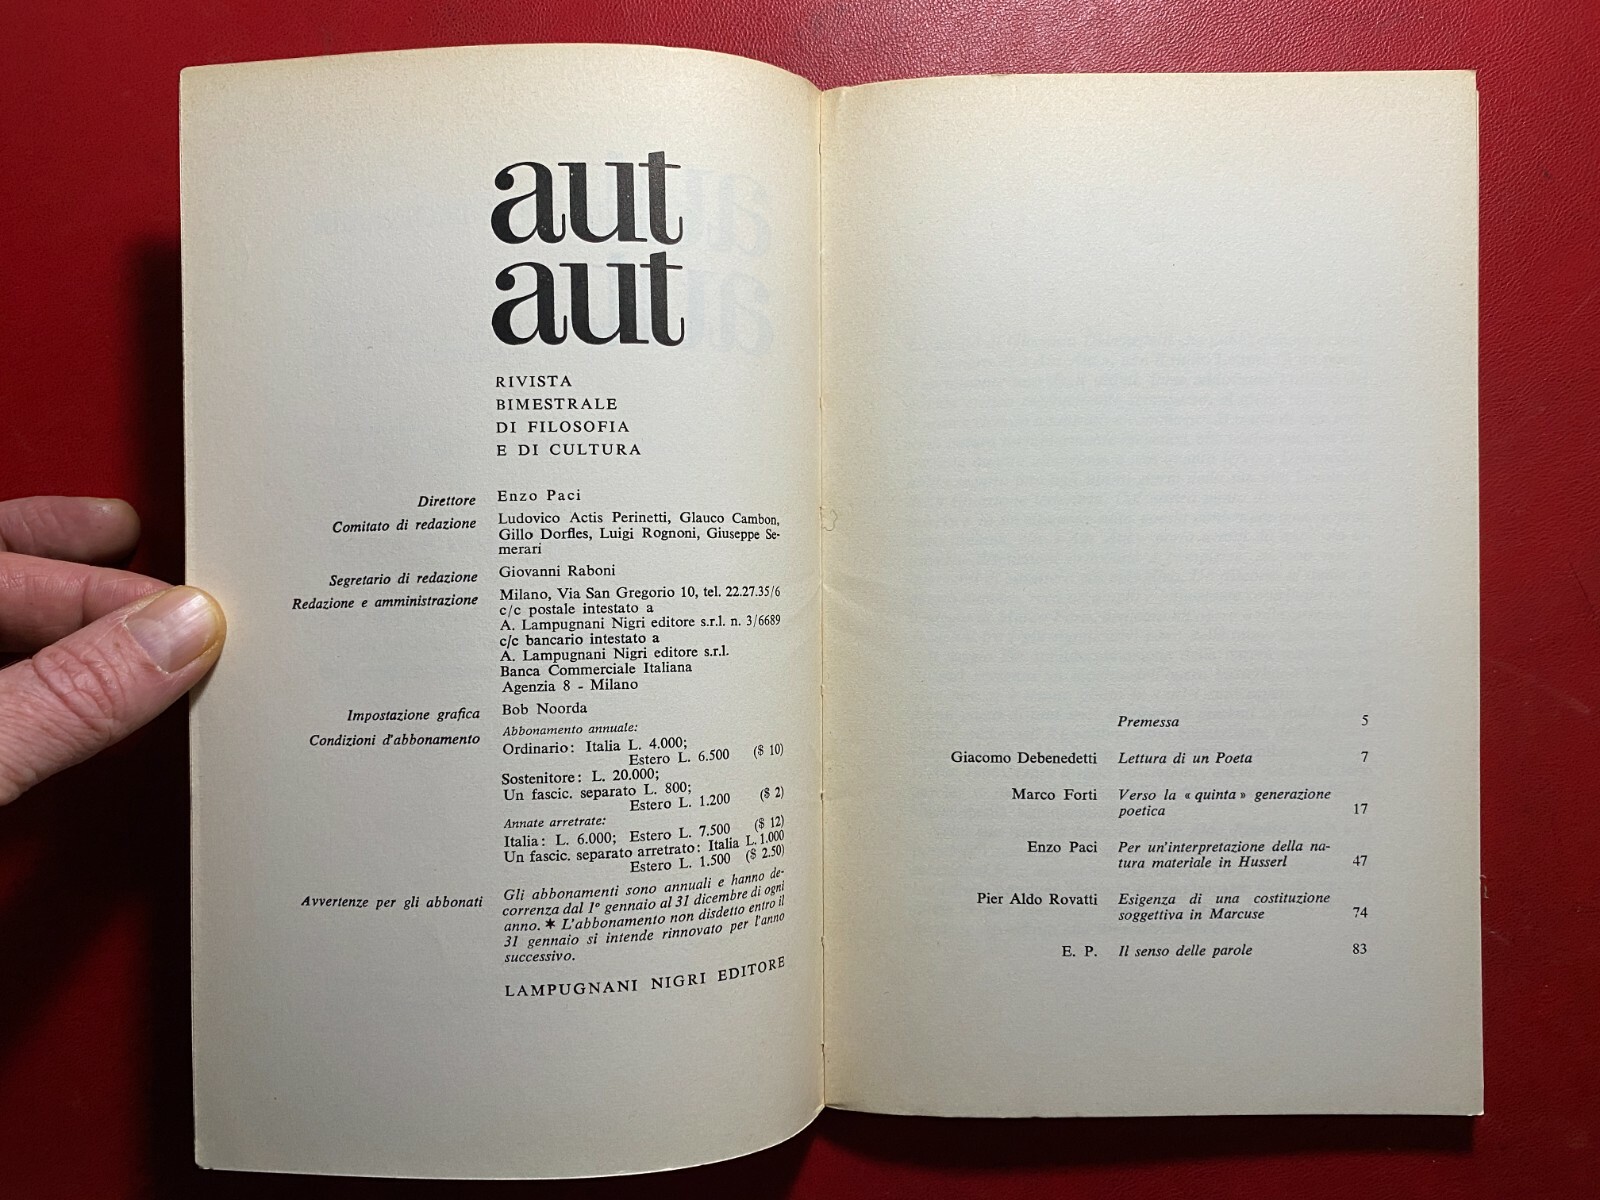 aut
aut
RIVISTA
BIMESTRALE
DI FILOSOFIA
E DI CULTURA
Direttore Enzo Paci
Comitato di redazione Ludovico Actis Perinetti, Glauco Cambon,
Gillo Dorfles, Luigi Rognoni, Giuseppe Se-
merari
Segretario di redazione Giovanni Raboni
Redazione e amministrazione Milano, Via San Gregorio 10, tel. 22.27.35/6
c/c postale intestato a
A. Lampugnani Nigri editore s.r.l. n. 3/6689
c/c bancario intestato a
A. Lampugnani Nigri editore s.r.l.
Banca Commerciale Italiana
Agenzia 8 - Milano
Impostazione grafica Bob Noorda
Condizioni d'abbonamento Abbonamento annuale:
Ordinario: Italia L. 4.000;
Estero L. 6.500 ($ 10)
Sostenitore: L. 20.000;
Un fascic. separato L. 800;
Estero L. 1.200 ($ 2)
Annate arretrate:
Italia: L. 6.000; Estero L. 7.500 ($ 12)
Un fascic. separato arretrato: Italia L. 1.000
Estero L. 1.500 ($ 2.50)
Avvertenze per gli abbonati Gli abbonamenti sono annuali e hanno de-
correnza dal 1° gennaio al 31 dicembre di ogni
anno. ✶ L'abbonamento non disdetto entro il
31 gennaio si intende rinnovato per l'anno
successivo.
LAMPUGNANI NIGRI EDITORE
Premessa 5
Giacomo Debenedetti Lettura di un Poeta 7
Marco Forti Verso la « quinta » generazione
poetica 17
Enzo Paci Per un'interpretazione della na-
tura materiale in Husserl 47
Pier Aldo Rovatti Esigenza di una costituzione
soggettiva in Marcuse 74
E. P. Il senso delle parole 83